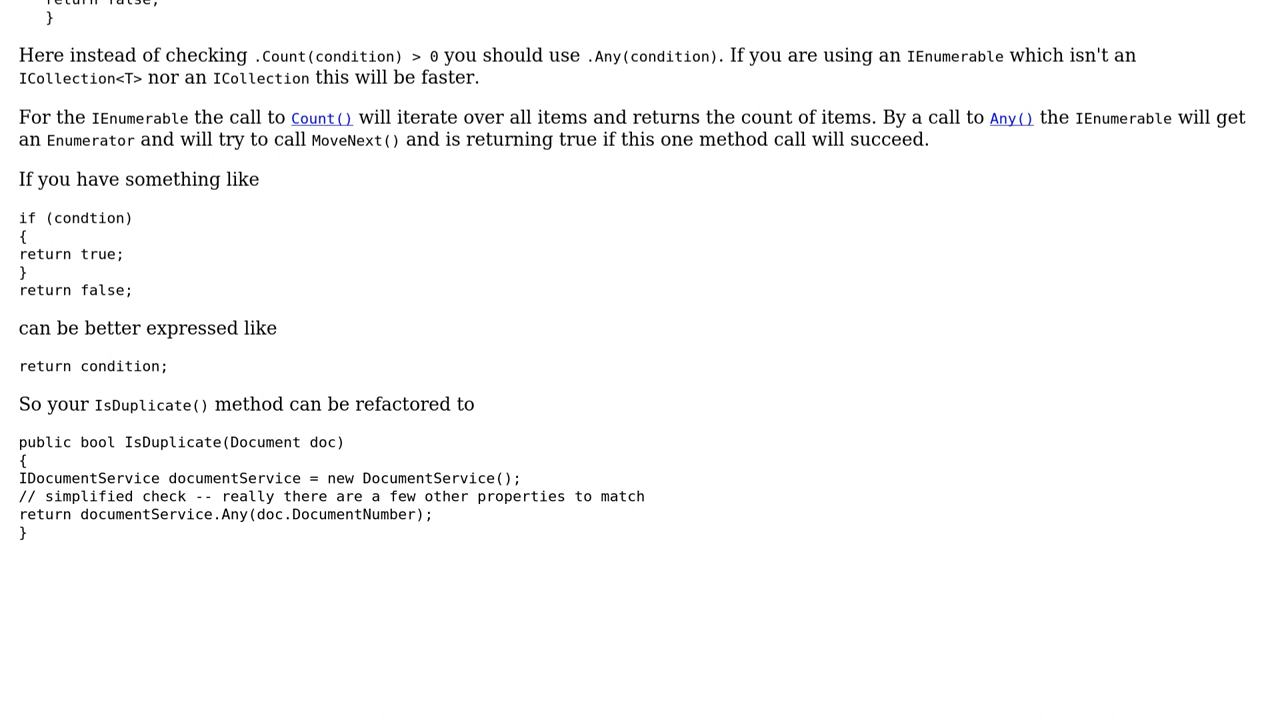 return false;
}
Here instead of checking .Count(condition) > 0 you should use .Any(condition). If you are using an IEnumerable which isn't an
ICollection<T> nor an ICollection this will be faster.
For the IEnumerable the call to Count() will iterate over all items and returns the count of items. By a call to Any() the IEnumerable will get
an Enumerator and will try to call MoveNext() and is returning true if this one method call will succeed.
If you have something like
if (condtion)
{
return true;
}
return false;
can be better expressed like
return condition;
So your IsDuplicate() method can be refactored to
public bool IsDuplicate(Document doc)
{
IDocumentService documentService = new DocumentService();
// simplified check -- really there are a few other properties to match
return documentService.Any(doc.DocumentNumber);
}